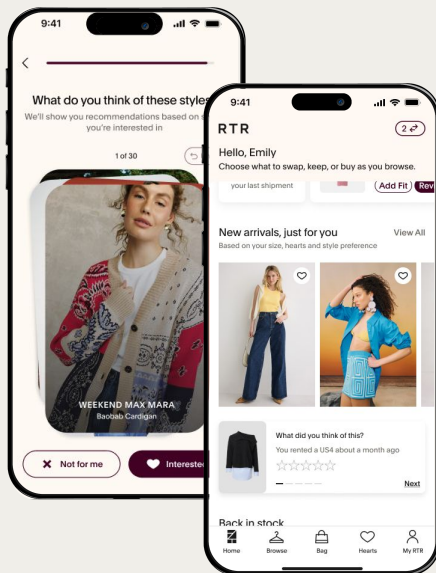 9:41
What do you think of these styles
We'll show you recommendations based on
you're interested in
1 of 30
WEEKEND MAX MARA
Baobab Cardigan
Not for me
Interested
9:41
RTR
2
Hello, Emily
Choose what to swap, keep, or buy as you browse.
your last shipment
Add Fit
New arrivals, just for you
View All
Based on your size, hearts and style preference
What did you think of this?
You rented a US4 about a month ago
Next
Back in stock
Home
Browse
Bag
Hearts
My RTR